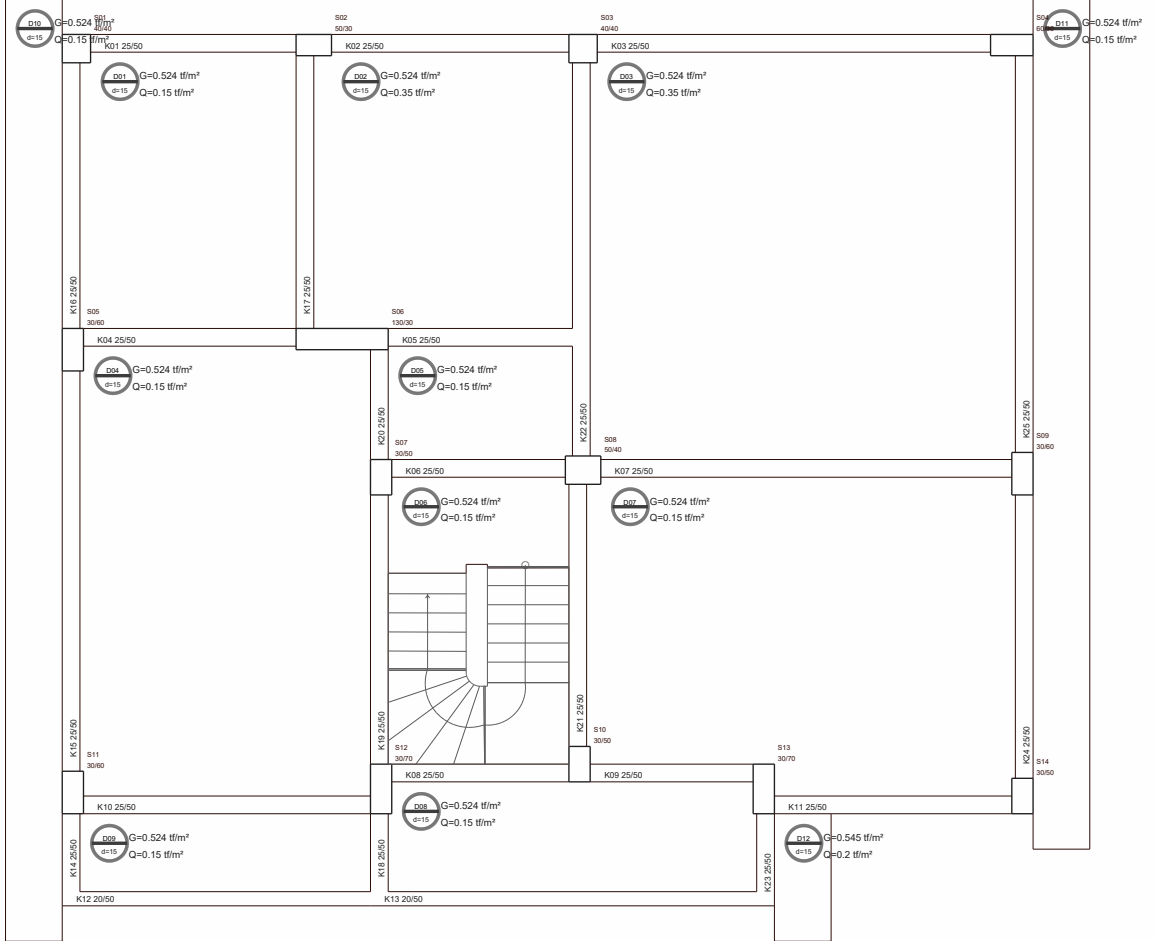 D10
d=15
G=0.524 tf/m²
Q=0.15 tf/m²
S01
40/40
K01 25/50
S02
50/30
K02 25/50
S03
40/40
K03 25/50
S04
D11
d=15
G=0.524 tf/m²
Q=0.15 tf/m²
D01
d=15
G=0.524 tf/m²
Q=0.15 tf/m²
D02
d=15
G=0.524 tf/m²
Q=0.35 tf/m²
D03
d=15
G=0.524 tf/m²
Q=0.35 tf/m²
K16 25/50
K17 25/50
S05
30/60
K04 25/50
S06
130/30
K05 25/50
D04
d=15
G=0.524 tf/m²
Q=0.15 tf/m²
D05
d=15
G=0.524 tf/m²
Q=0.15 tf/m²
K20 25/50
K22 25/50
K25 25/50
S07
30/50
K06 25/50
S08
50/40
K07 25/50
S09
30/60
D06
d=15
G=0.524 tf/m²
Q=0.15 tf/m²
D07
d=15
G=0.524 tf/m²
Q=0.15 tf/m²
K15 25/50
K19 25/50
K21 25/50
K24 25/50
S11
30/60
K10 25/50
S12
30/70
K08 25/50
S10
30/50
K09 25/50
S13
30/70
K11 25/50
S14
30/50
D09
d=15
G=0.524 tf/m²
Q=0.15 tf/m²
D08
d=15
G=0.524 tf/m²
Q=0.15 tf/m²
D12
d=15
G=0.545 tf/m²
Q=0.2 tf/m²
K14 25/50
K18 25/50
K23 25/50
K12 20/50
K13 20/50